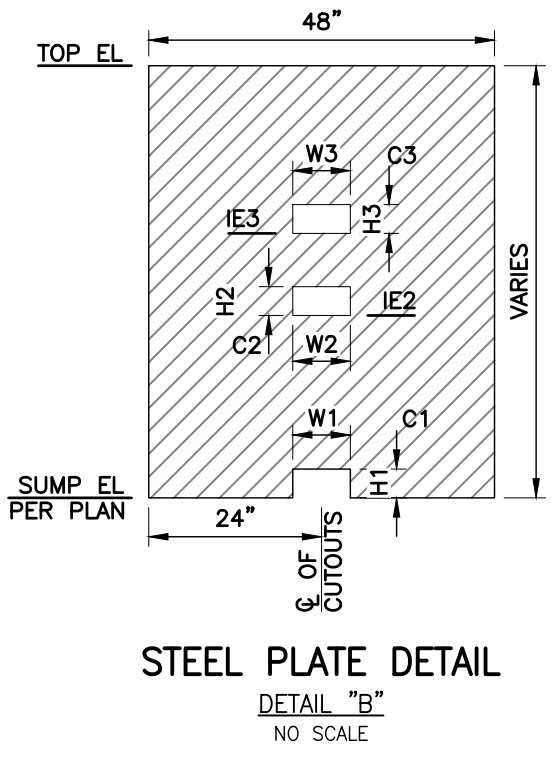 48"
TOP EL
W3
C3
IE3
H3
H2
IE2
VARIES
C2
W2
W1
C1
H1
SUMP EL
PER PLAN
24"
℄ OF
CUTOUTS
STEEL PLATE DETAIL
DETAIL "B"
NO SCALE